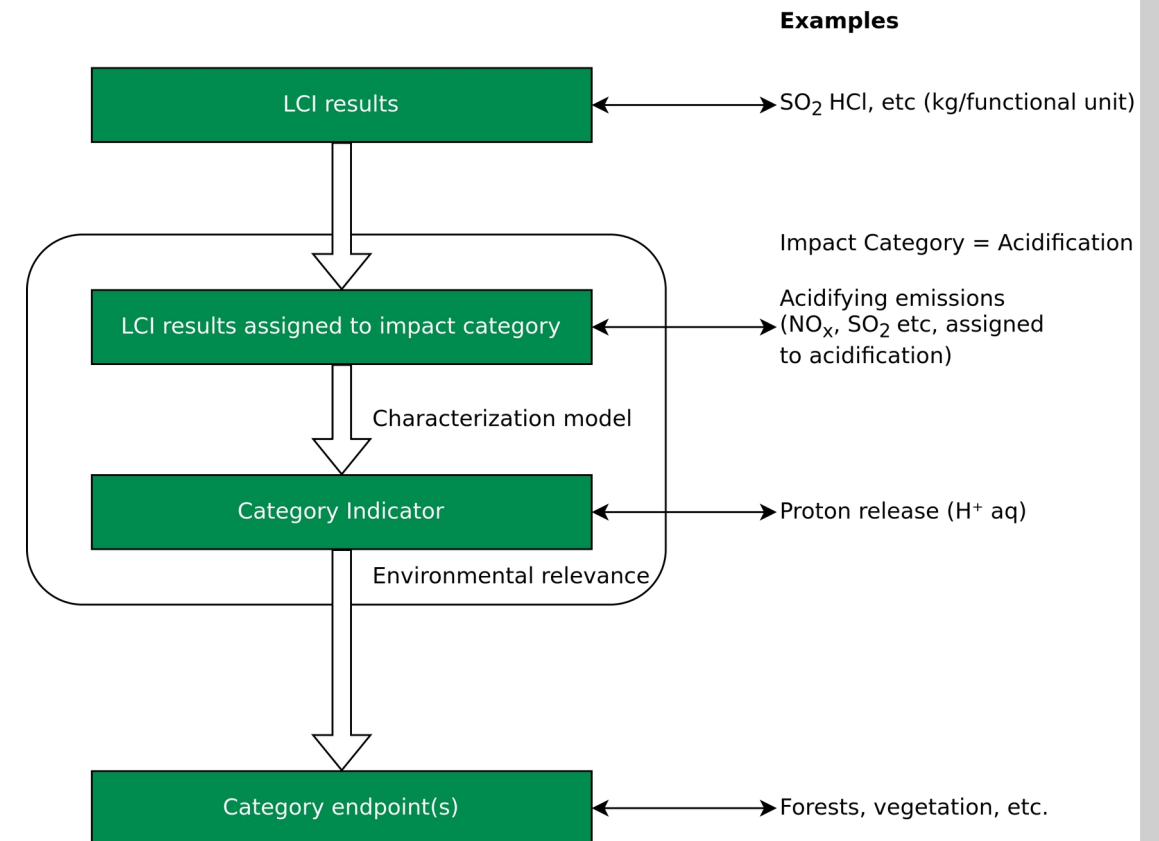 Examples
LCI results
SO₂ HCl, etc (kg/functional unit)
Impact Category = Acidification
LCI results assigned to impact category
Acidifying emissions
(NOₓ, SO₂ etc, assigned
to acidification)
Characterization model
Category Indicator
Proton release (H⁺ aq)
Environmental relevance
Category endpoint(s)
Forests, vegetation, etc.